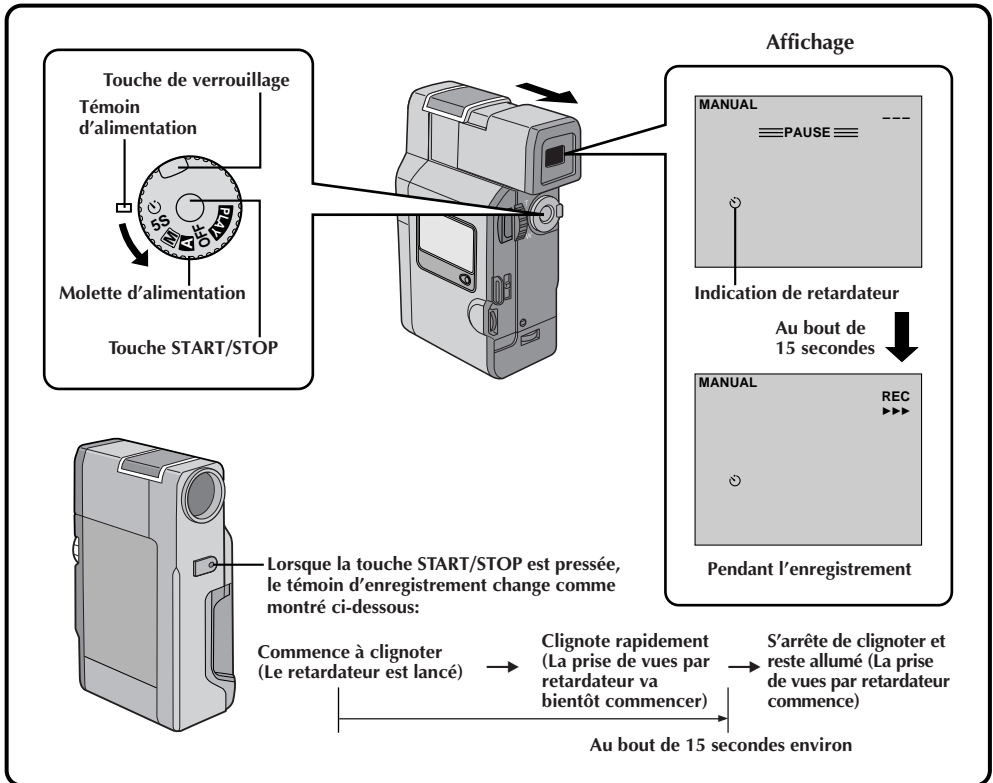 Affichage
Touche de verrouillage
Témoin
d'alimentation
5S
M
A
OFF
PLAY
Molette d'alimentation
Touche START/STOP
MANUAL
– – –
PAUSE
Indication de retardateur
Au bout de
15 secondes
MANUAL
REC
►►►
Pendant l'enregistrement
Lorsque la touche START/STOP est pressée,
le témoin d'enregistrement change comme
montré ci-dessous:
Commence à clignoter
(Le retardateur est lancé)
Clignote rapidement
(La prise de vues par
retardateur va
bientôt commencer)
S'arrête de clignoter et
reste allumé (La prise
de vues par retardateur
commence)
Au bout de 15 secondes environ